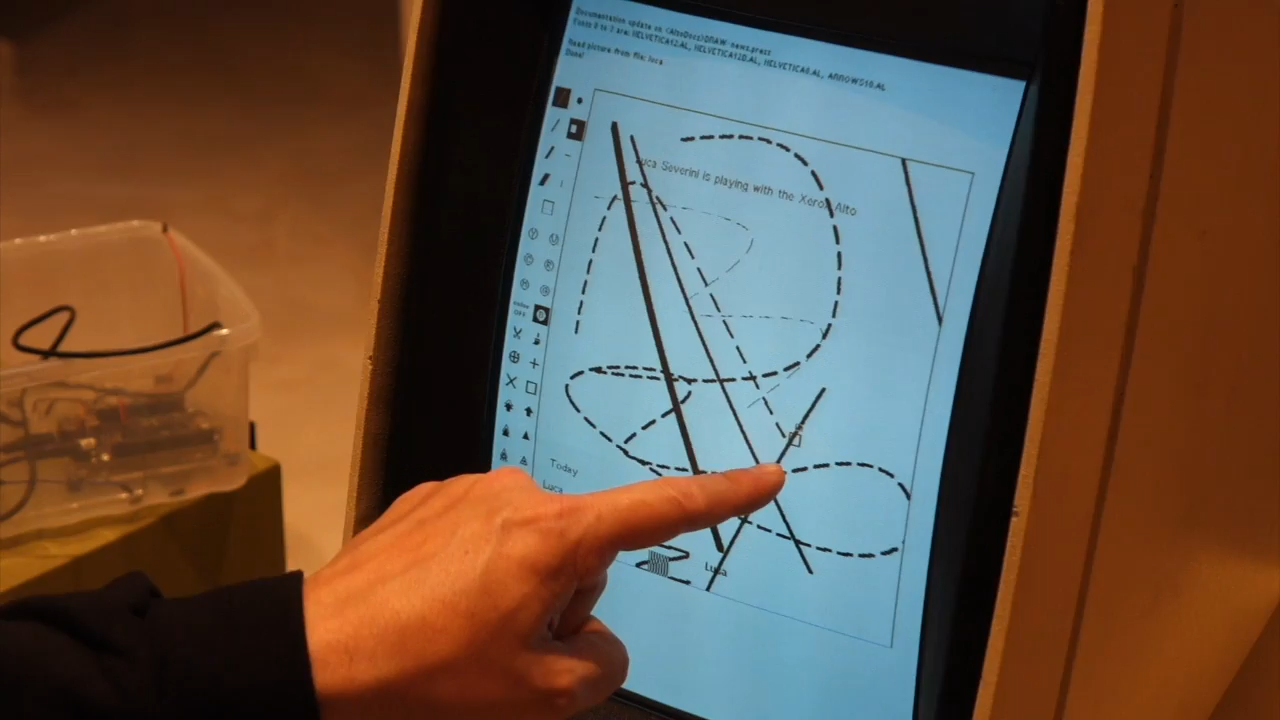 Documentation update on <AltoDocs>DRAW-news.press
Fonts 0 to 3 are: HELVETICA12.AL, HELVETICA12D.AL, HELVETICA8.AL, ARROWS10.AL
Read picture from file: luca
Done!
Luca Severini is playing with the Xerox Alto
Today
Luca
Luca